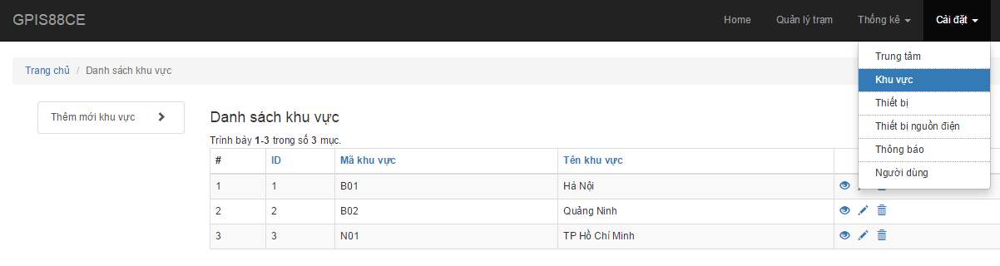 GPIS88CE Home Quản lý trạm Thống kê Cài đặt
Trung tâm
Khu vực
Thiết bị
Thiết bị nguồn điện
Thông báo
Người dùng
Trang chủ / Danh sách khu vực
Thêm mới khu vực
Danh sách khu vực
Trình bày 1-3 trong số 3 mục.
# ID Mã khu vực Tên khu vực
1 1 B01 Hà Nội
2 2 B02 Quảng Ninh
3 3 N01 TP Hồ Chí Minh